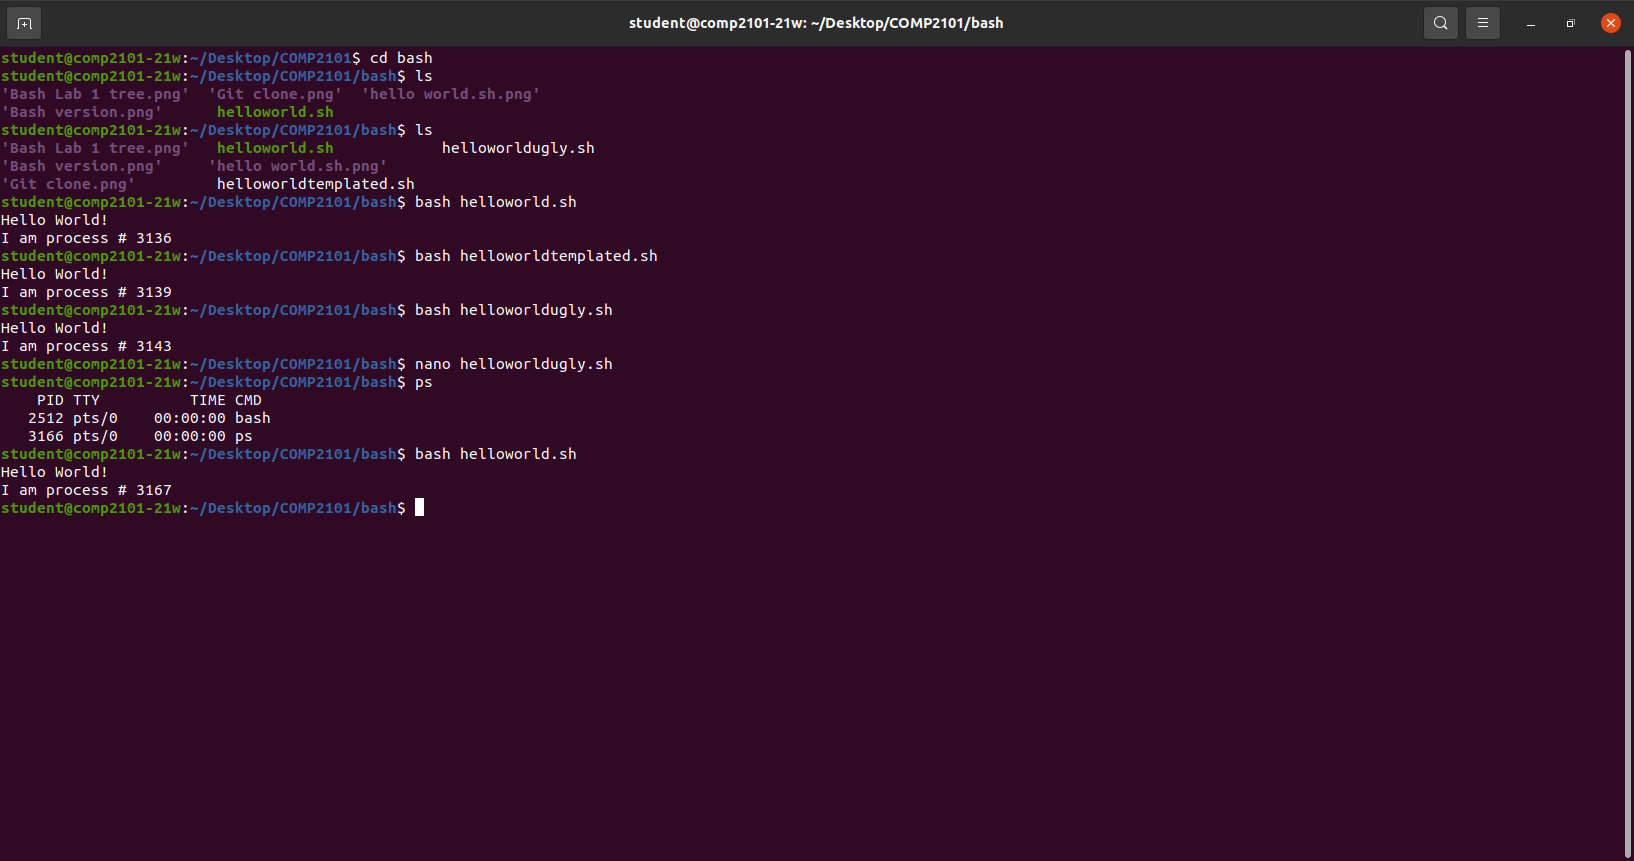 student@comp2101-21w: ~/Desktop/COMP2101/bash
student@comp2101-21w:~/Desktop/COMP2101$ cd bash
student@comp2101-21w:~/Desktop/COMP2101/bash$ ls
'Bash Lab 1 tree.png'  'Git clone.png'  'hello world.sh.png'
'Bash version.png'      helloworld.sh
student@comp2101-21w:~/Desktop/COMP2101/bash$ ls
'Bash Lab 1 tree.png'   helloworld.sh            helloworldugly.sh
'Bash version.png'     'hello world.sh.png'
'Git clone.png'         helloworldtemplated.sh
student@comp2101-21w:~/Desktop/COMP2101/bash$ bash helloworld.sh
Hello World!
I am process # 3136
student@comp2101-21w:~/Desktop/COMP2101/bash$ bash helloworldtemplated.sh
Hello World!
I am process # 3139
student@comp2101-21w:~/Desktop/COMP2101/bash$ bash helloworldugly.sh
Hello World!
I am process # 3143
student@comp2101-21w:~/Desktop/COMP2101/bash$ nano helloworldugly.sh
student@comp2101-21w:~/Desktop/COMP2101/bash$ ps
    PID TTY          TIME CMD
   2512 pts/0    00:00:00 bash
   3166 pts/0    00:00:00 ps
student@comp2101-21w:~/Desktop/COMP2101/bash$ bash helloworld.sh
Hello World!
I am process # 3167
student@comp2101-21w:~/Desktop/COMP2101/bash$